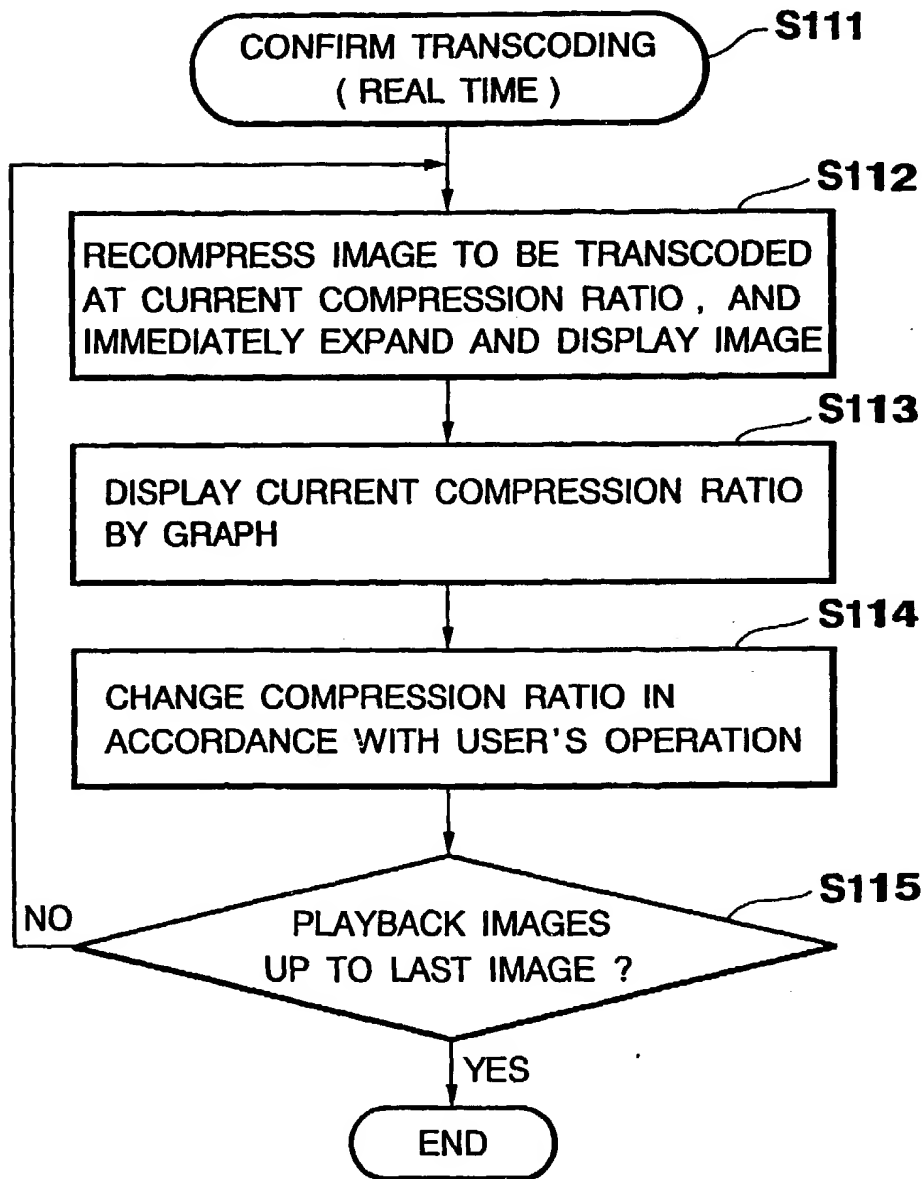 CONFIRM TRANSCODING
( REAL TIME )
S111
S112
RECOMPRESS IMAGE TO BE TRANSCODED
AT CURRENT COMPRESSION RATIO , AND
IMMEDIATELY EXPAND AND DISPLAY IMAGE
S113
DISPLAY CURRENT COMPRESSION RATIO
BY GRAPH
S114
CHANGE COMPRESSION RATIO IN
ACCORDANCE WITH USER'S OPERATION
S115
NO
PLAYBACK IMAGES
UP TO LAST IMAGE ?
YES
END